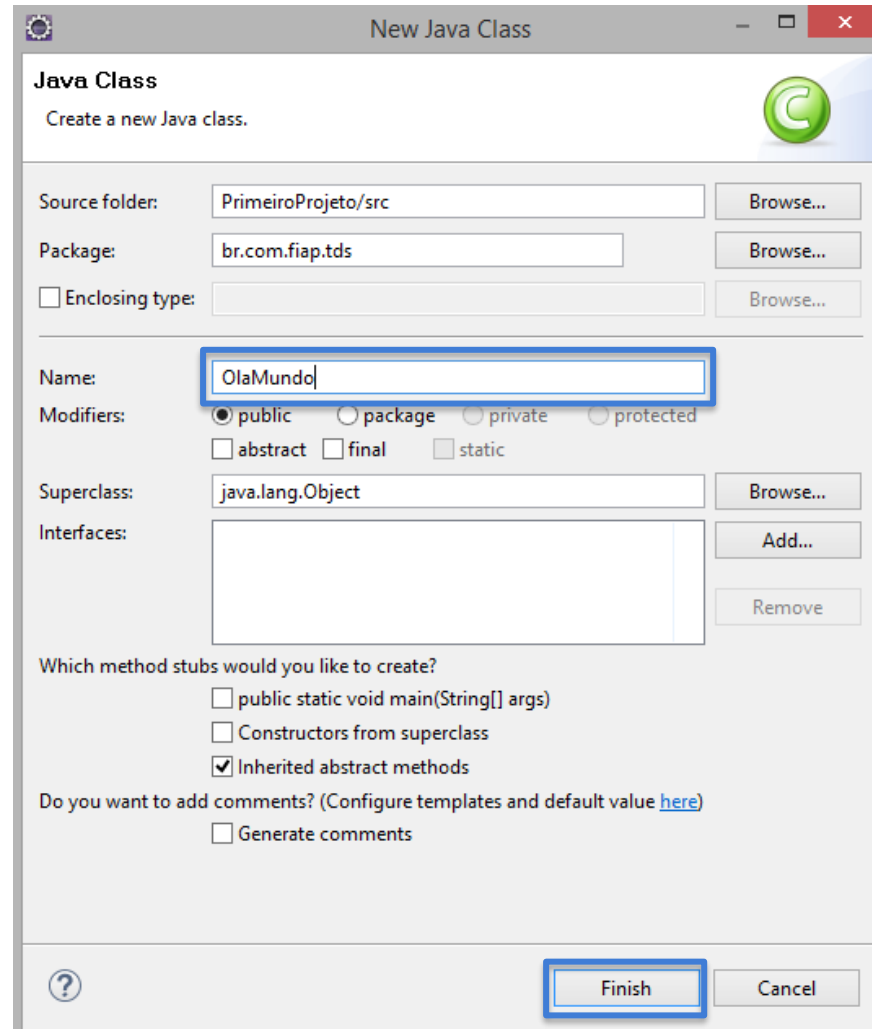 New Java Class
Java Class
Create a new Java class.
C
Source folder: PrimeiroProjeto/src Browse...
Package: br.com.fiap.tds Browse...
Enclosing type: Browse...
Name: OlaMundo
Modifiers: public package private protected
abstract final static
Superclass: java.lang.Object Browse...
Interfaces: Add...
Remove
Which method stubs would you like to create?
public static void main(String[] args)
Constructors from superclass
Inherited abstract methods
Do you want to add comments? (Configure templates and default value here)
Generate comments
? Finish Cancel